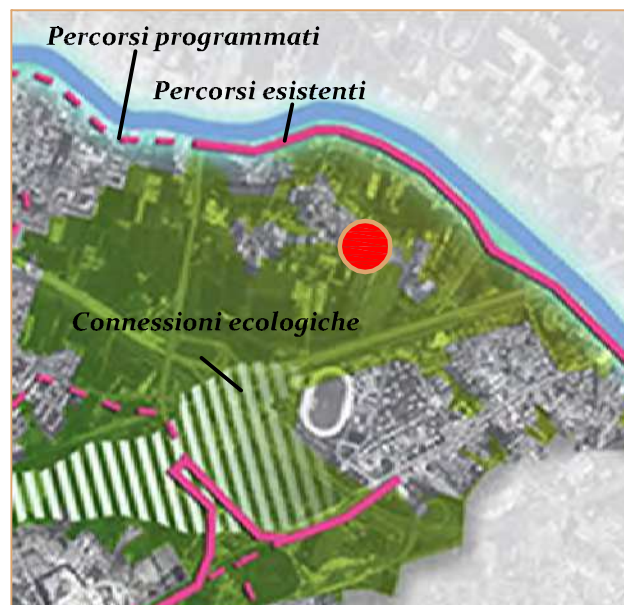 Percorsi programmati
Percorsi esistenti
Connessioni ecologiche